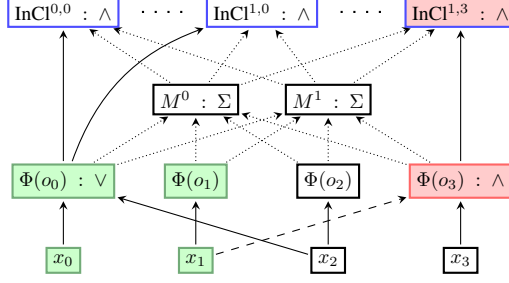 InCl^{0,0} : ∧ · · · · InCl^{1,0} : ∧ · · · · InCl^{1,3} : ∧
M^0 : Σ M^1 : Σ
Φ(o_0) : ∨ Φ(o_1) Φ(o_2) Φ(o_3) : ∧
x_0 x_1 x_2 x_3